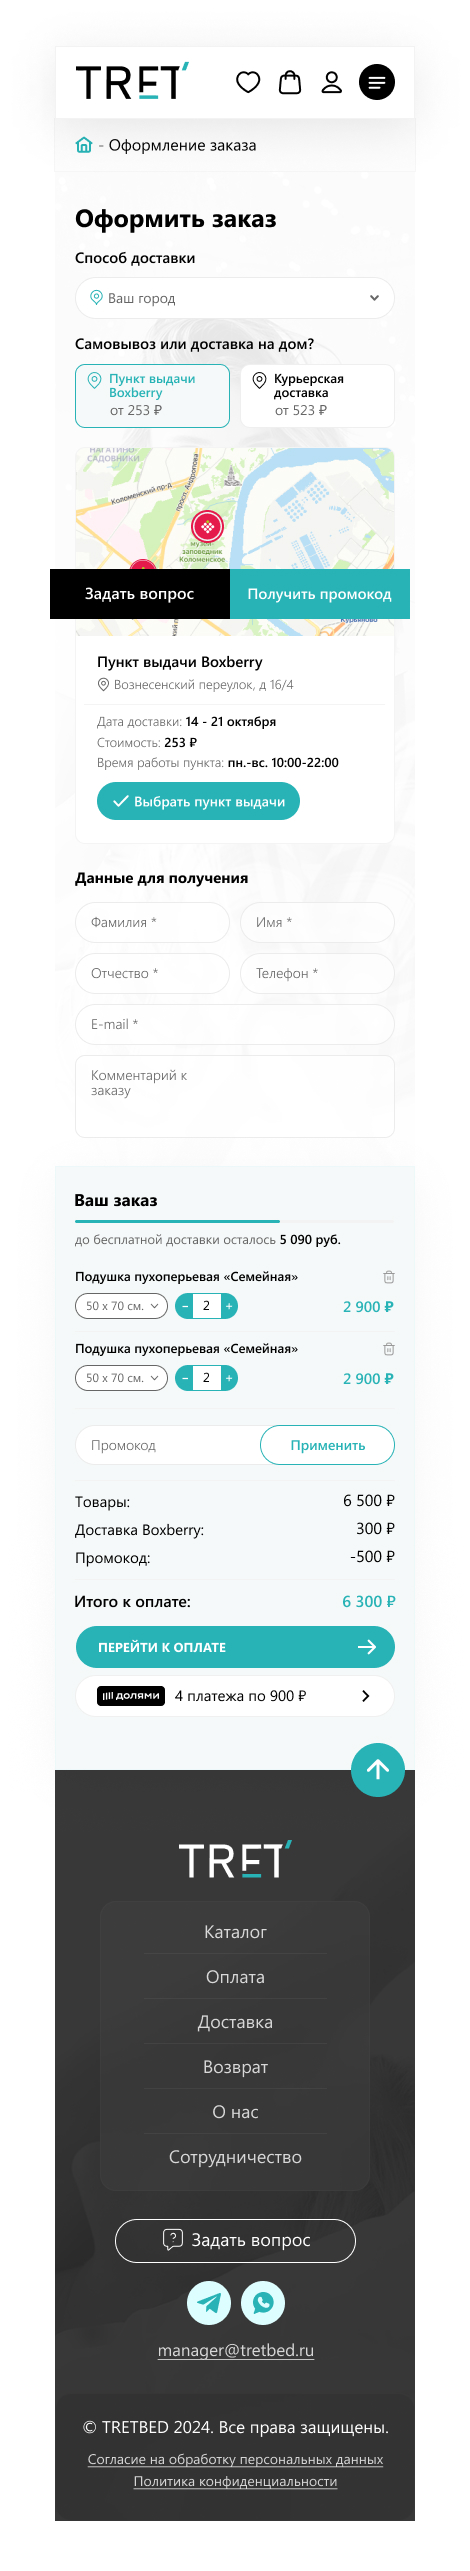 TRET'
- Оформление заказа
Оформить заказ
Способ доставки
Ваш город
Самовывоз или доставка на дом?
Пункт выдачи
Boxberry
от 253 ₽
Курьерская
доставка
от 523 ₽
НАГАТИНО
САДОВНИКИ
Коломенский пр-д
просп. Андропова
заповедник
Коломенское
Задать вопрос
Получить промокод
Курьяново
Пункт выдачи Boxberry
Вознесенский переулок, д 16/4
Дата доставки: 14 - 21 октября
Стоимость: 253 ₽
Время работы пункта: пн.-вс. 10:00-22:00
Выбрать пункт выдачи
Данные для получения
Фамилия *
Имя *
Отчество *
Телефон *
E-mail *
Комментарий к
заказу
Ваш заказ
до бесплатной доставки осталось 5 090 руб.
Подушка пухоперьевая «Семейная»
50 x 70 см.
– 2 +
2 900 ₽
Подушка пухоперьевая «Семейная»
50 x 70 см.
– 2 +
2 900 ₽
Промокод
Применить
Товары: 6 500 ₽
Доставка Boxberry: 300 ₽
Промокод: -500 ₽
Итого к оплате: 6 300 ₽
ПЕРЕЙТИ К ОПЛАТЕ
долями 4 платежа по 900 ₽
TRET'
Каталог
Оплата
Доставка
Возврат
О нас
Сотрудничество
Задать вопрос
manager@tretbed.ru
© TRETBED 2024. Все права защищены.
Согласие на обработку персональных данных
Политика конфиденциальности